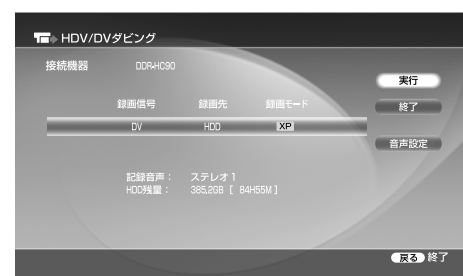 HDV/DVダビング
接続機器 DDR-HC90
実行
録画信号 録画先 録画モード
終了
DV HDD XP
音声設定
記録音声： ステレオ1
HDD残量： 385.2GB [ 84H55M ]
戻る 終了